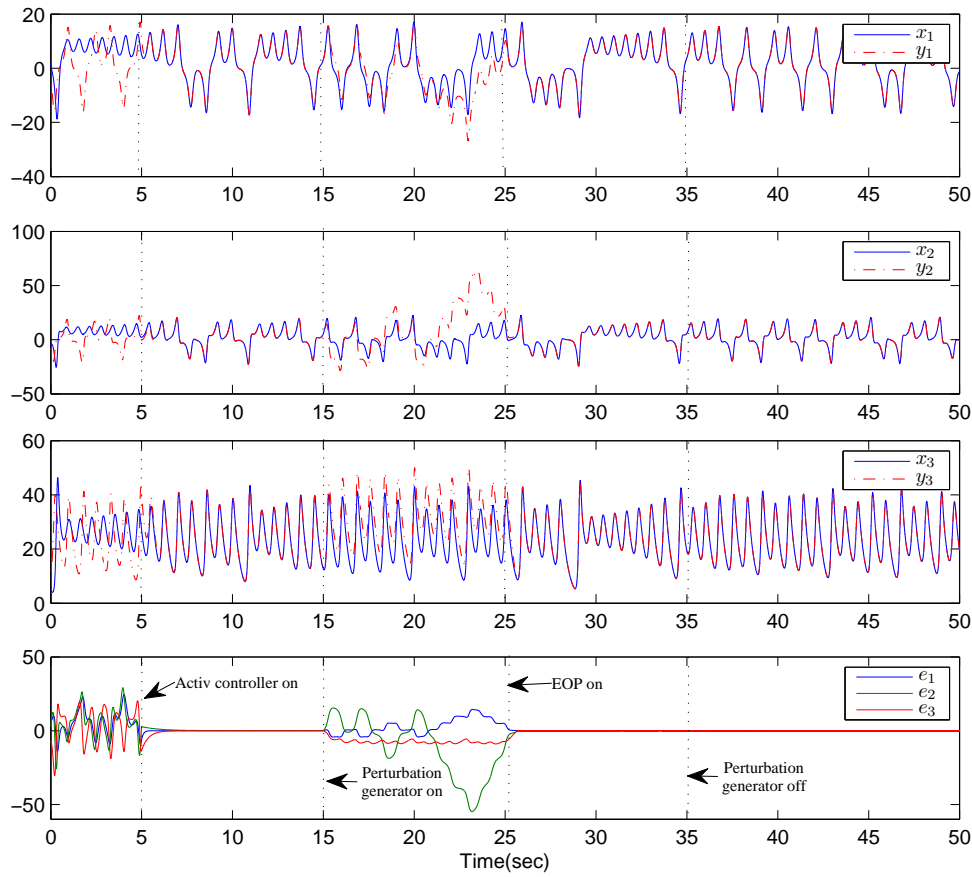 20
0
−20
−40
0 5 10 15 20 25 30 35 40 45 50
x1
y1
100
50
0
−50
0 5 10 15 20 25 30 35 40 45 50
x2
y2
60
40
20
0
0 5 10 15 20 25 30 35 40 45 50
x3
y3
50
0
−50
0 5 10 15 20 25 30 35 40 45 50
Activ controller on
Perturbation
generator on
EOP on
Perturbation
generator off
e1
e2
e3
Time(sec)